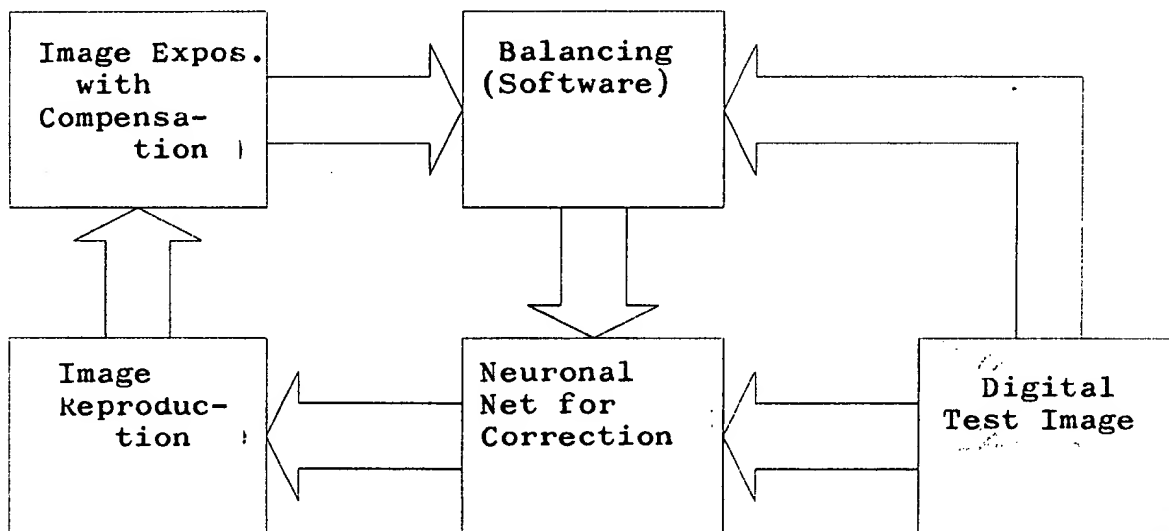 Image Expos.
with
Compensa-
tion
Balancing
(Software)
Image
Reproduc-
tion
Neuronal
Net for
Correction
Digital
Test Image